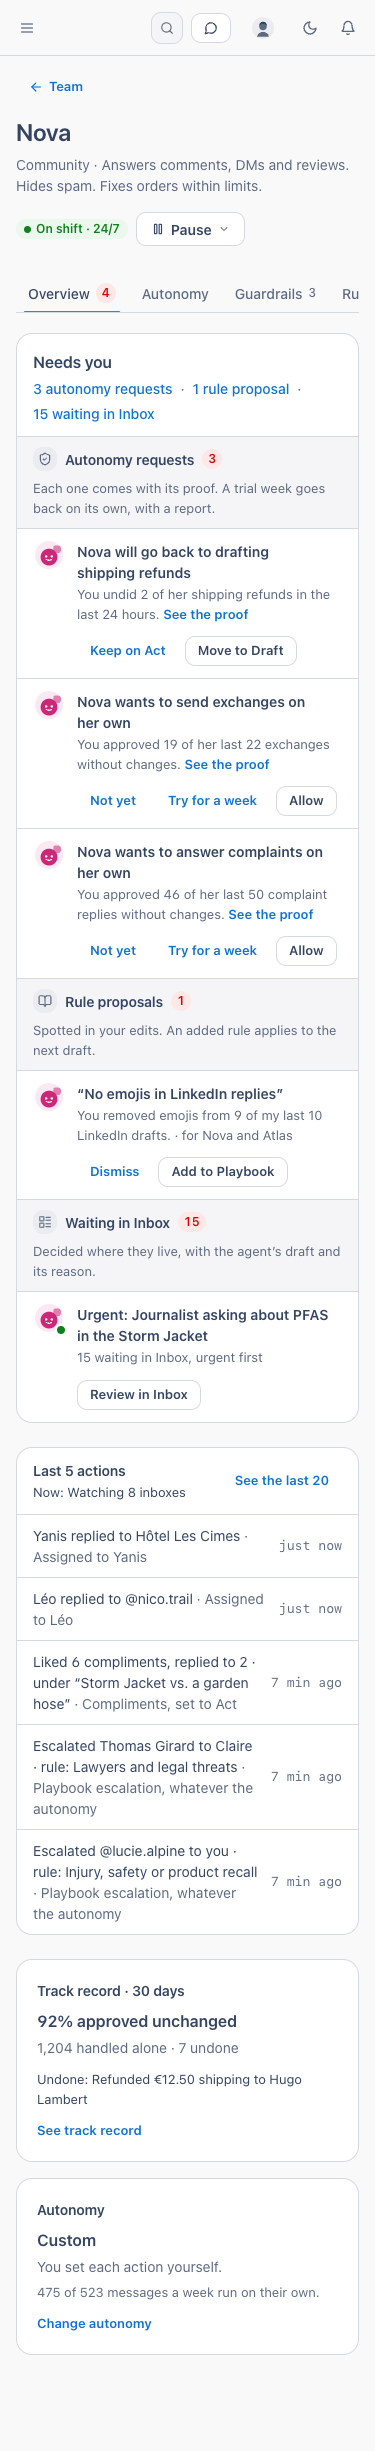 Team
Nova
Community · Answers comments, DMs and reviews.
Hides spam. Fixes orders within limits.
On shift · 24/7
Pause
Overview 4 Autonomy Guardrails 3 Ru
Needs you
3 autonomy requests · 1 rule proposal ·
15 waiting in Inbox
Autonomy requests 3
Each one comes with its proof. A trial week goes
back on its own, with a report.
Nova will go back to drafting
shipping refunds
You undid 2 of her shipping refunds in the
last 24 hours. See the proof
Keep on Act Move to Draft
Nova wants to send exchanges on
her own
You approved 19 of her last 22 exchanges
without changes. See the proof
Not yet Try for a week Allow
Nova wants to answer complaints on
her own
You approved 46 of her last 50 complaint
replies without changes. See the proof
Not yet Try for a week Allow
Rule proposals 1
Spotted in your edits. An added rule applies to the
next draft.
“No emojis in LinkedIn replies”
You removed emojis from 9 of my last 10
LinkedIn drafts. · for Nova and Atlas
Dismiss Add to Playbook
Waiting in Inbox 15
Decided where they live, with the agent’s draft and
its reason.
Urgent: Journalist asking about PFAS
in the Storm Jacket
15 waiting in Inbox, urgent first
Review in Inbox
Last 5 actions
Now: Watching 8 inboxes
See the last 20
Yanis replied to Hôtel Les Cimes ·
Assigned to Yanis
just now
Léo replied to @nico.trail · Assigned
to Léo
just now
Liked 6 compliments, replied to 2 ·
under “Storm Jacket vs. a garden
hose” · Compliments, set to Act
7 min ago
Escalated Thomas Girard to Claire
· rule: Lawyers and legal threats ·
Playbook escalation, whatever the
autonomy
7 min ago
Escalated @lucie.alpine to you ·
rule: Injury, safety or product recall
· Playbook escalation, whatever
the autonomy
7 min ago
Track record · 30 days
92% approved unchanged
1,204 handled alone · 7 undone
Undone: Refunded €12.50 shipping to Hugo
Lambert
See track record
Autonomy
Custom
You set each action yourself.
475 of 523 messages a week run on their own.
Change autonomy